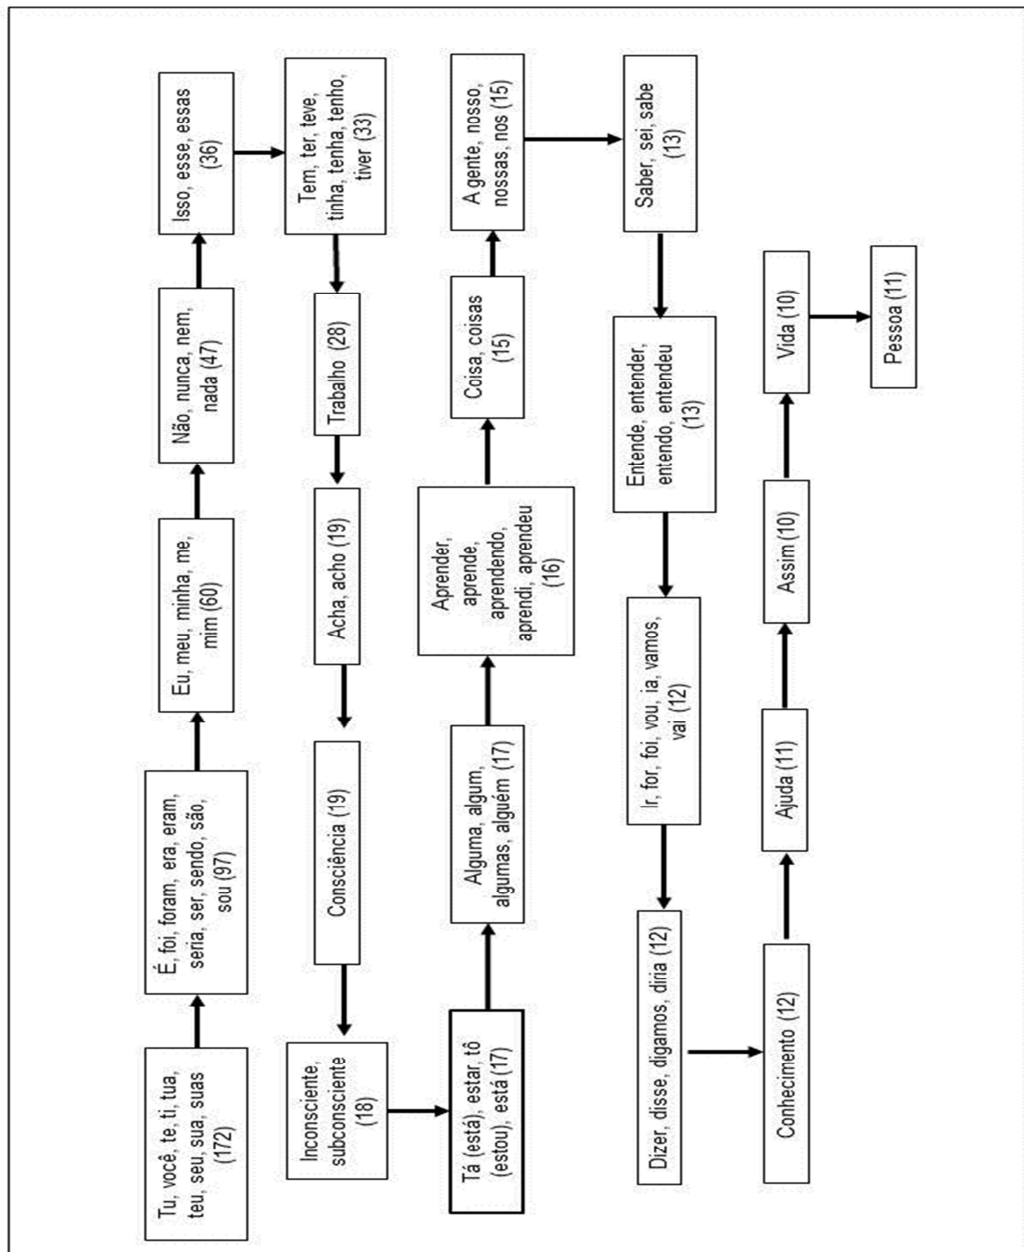 Tu, você, te, ti, tua,
teu, seu, sua, suas
(172)
É, foi, foram, era, eram,
seria, ser, sendo, são,
sou (97)
Eu, meu, minha, me,
mim (60)
Não, nunca, nem,
nada (47)
Isso, esse, essas
(36)
Tem, ter, teve,
tinha, tenha, tenho,
tiver (33)
Trabalho (28)
Acha, acho (19)
Consciência (19)
Inconsciente,
subconsciente
(18)
Tá (está), estar, tô
(estou), está (17)
Alguma, algum,
algumas, alguém (17)
Aprender,
aprende,
aprendendo,
aprendi, aprendeu
(16)
Coisa, coisas
(15)
A gente, nosso,
nossas, nos (15)
Saber, sei, sabe
(13)
Entende, entender,
entendo, entendeu
(13)
Ir, for, foi, vou, ia, vamos,
vai (12)
Dizer, disse, digamos, diria (12)
Conhecimento (12)
Ajuda (11)
Assim (10)
Vida (10)
Pessoa (11)